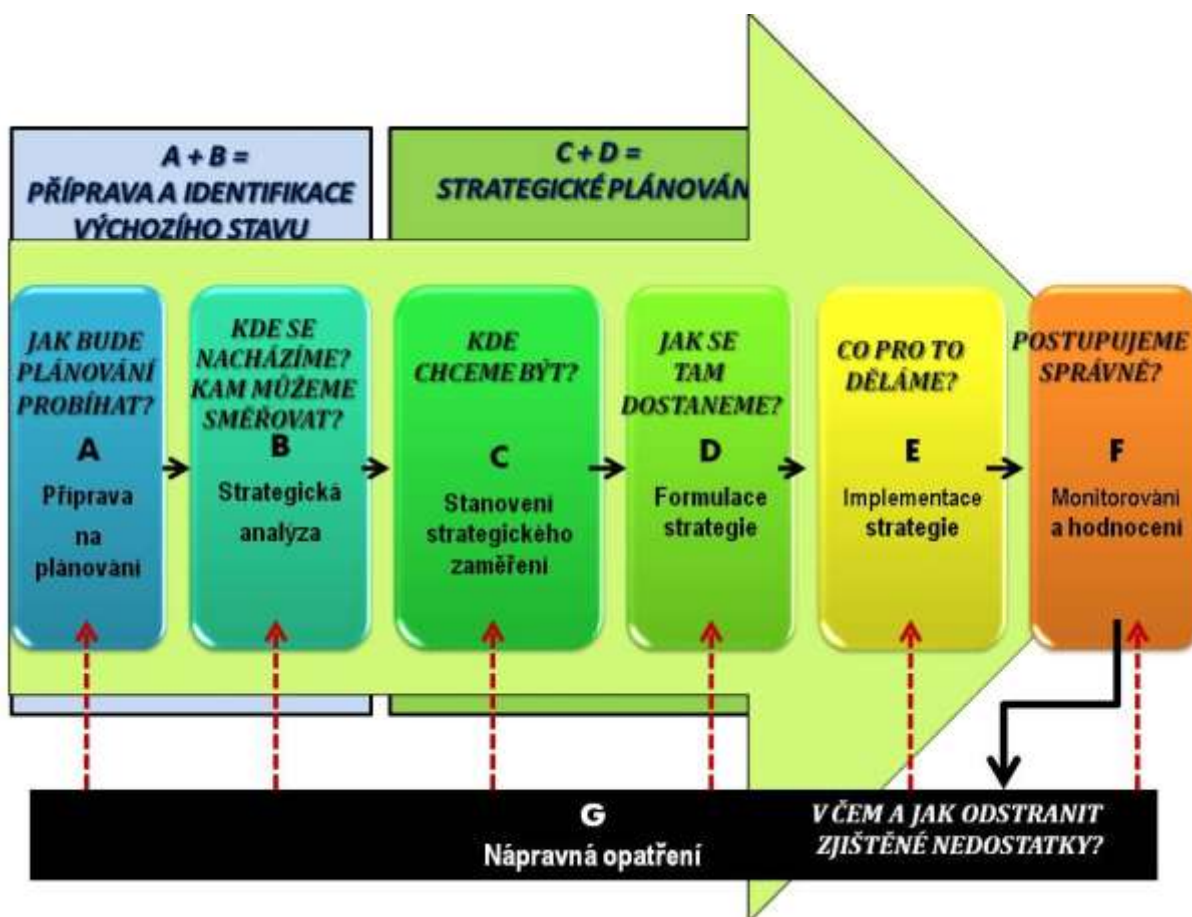 A + B =
PŘÍPRAVA A IDENTIFIKACE
VÝCHOZÍHO STAVU
C + D =
STRATEGICKÉ PLÁNOVÁN
JAK BUDE
PLÁNOVÁNÍ
PROBÍHAT?
A
Příprava
na
plánování
KDE SE
NACHÁZÍME?
KAM MŮŽEME
SMĚŘOVAT?
B
Strategická
analýza
KDE
CHCEME BÝT?
C
Stanovení
strategického
zaměření
JAK SE
TAM
DOSTANEME?
D
Formulace
strategie
CO PRO TO
DĚLÁME?
E
Implementace
strategie
POSTUPUJEME
SPRÁVNĚ?
F
Monitorování
a hodnocení
G
Nápravná opatření
V ČEM A JAK ODSTRANIT
ZJIŠTĚNÉ NEDOSTATKY?